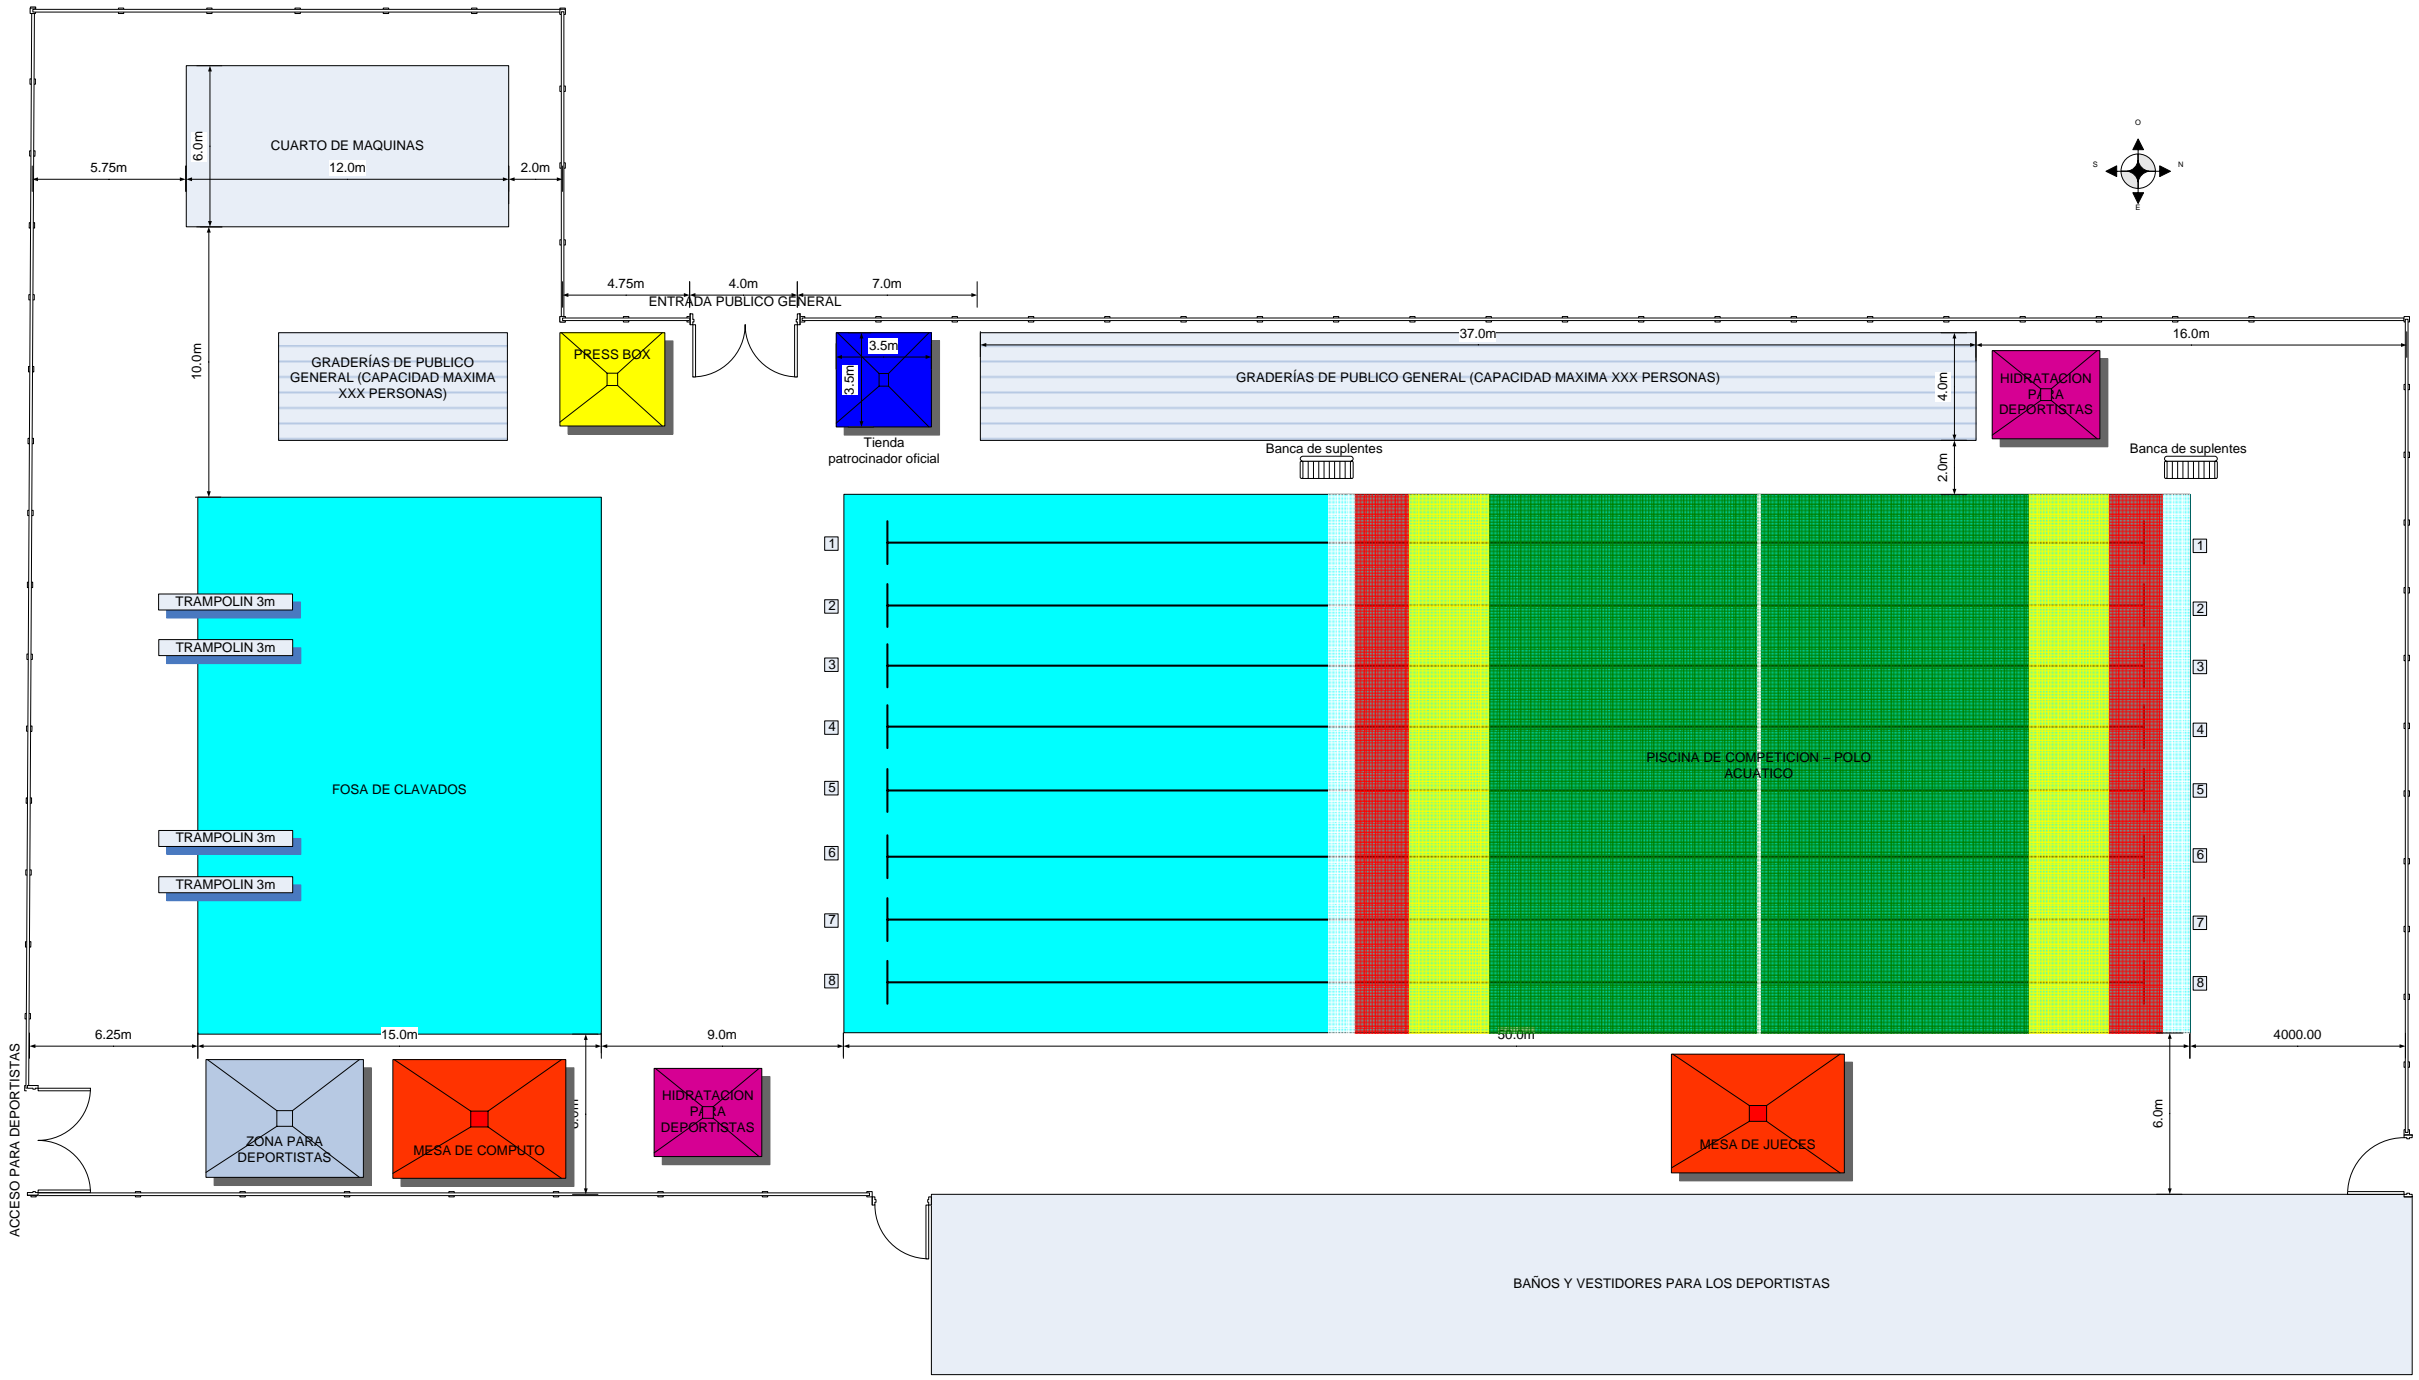 CUARTO DE MAQUINAS
6.0m
5.75m
12.0m
2.0m
O
S
N
E
4.75m
4.0m
7.0m
ENTRADA PUBLICO GENERAL
10.0m
GRADERÍAS DE PUBLICO
GENERAL (CAPACIDAD MAXIMA
XXX PERSONAS)
PRESS BOX
3.5m
3.5m
Tienda
patrocinador oficial
37.0m
16.0m
GRADERÍAS DE PUBLICO GENERAL (CAPACIDAD MAXIMA XXX PERSONAS)
4.0m
HIDRATACION
PARA
DEPORTISTAS
Banca de suplentes
Banca de suplentes
2.0m
1
1
TRAMPOLIN 3m
2
2
TRAMPOLIN 3m
3
3
4
4
PISCINA DE COMPETICION – POLO
ACUATICO
FOSA DE CLAVADOS
5
5
TRAMPOLIN 3m
6
6
TRAMPOLIN 3m
7
7
8
8
6.25m
15.0m
9.0m
50.0m
4000.00
ACCESO PARA DEPORTISTAS
ZONA PARA
DEPORTISTAS
MESA DE COMPUTO
HIDRATACION
PARA
DEPORTISTAS
MESA DE JUECES
6.0m
BAÑOS Y VESTIDORES PARA LOS DEPORTISTAS